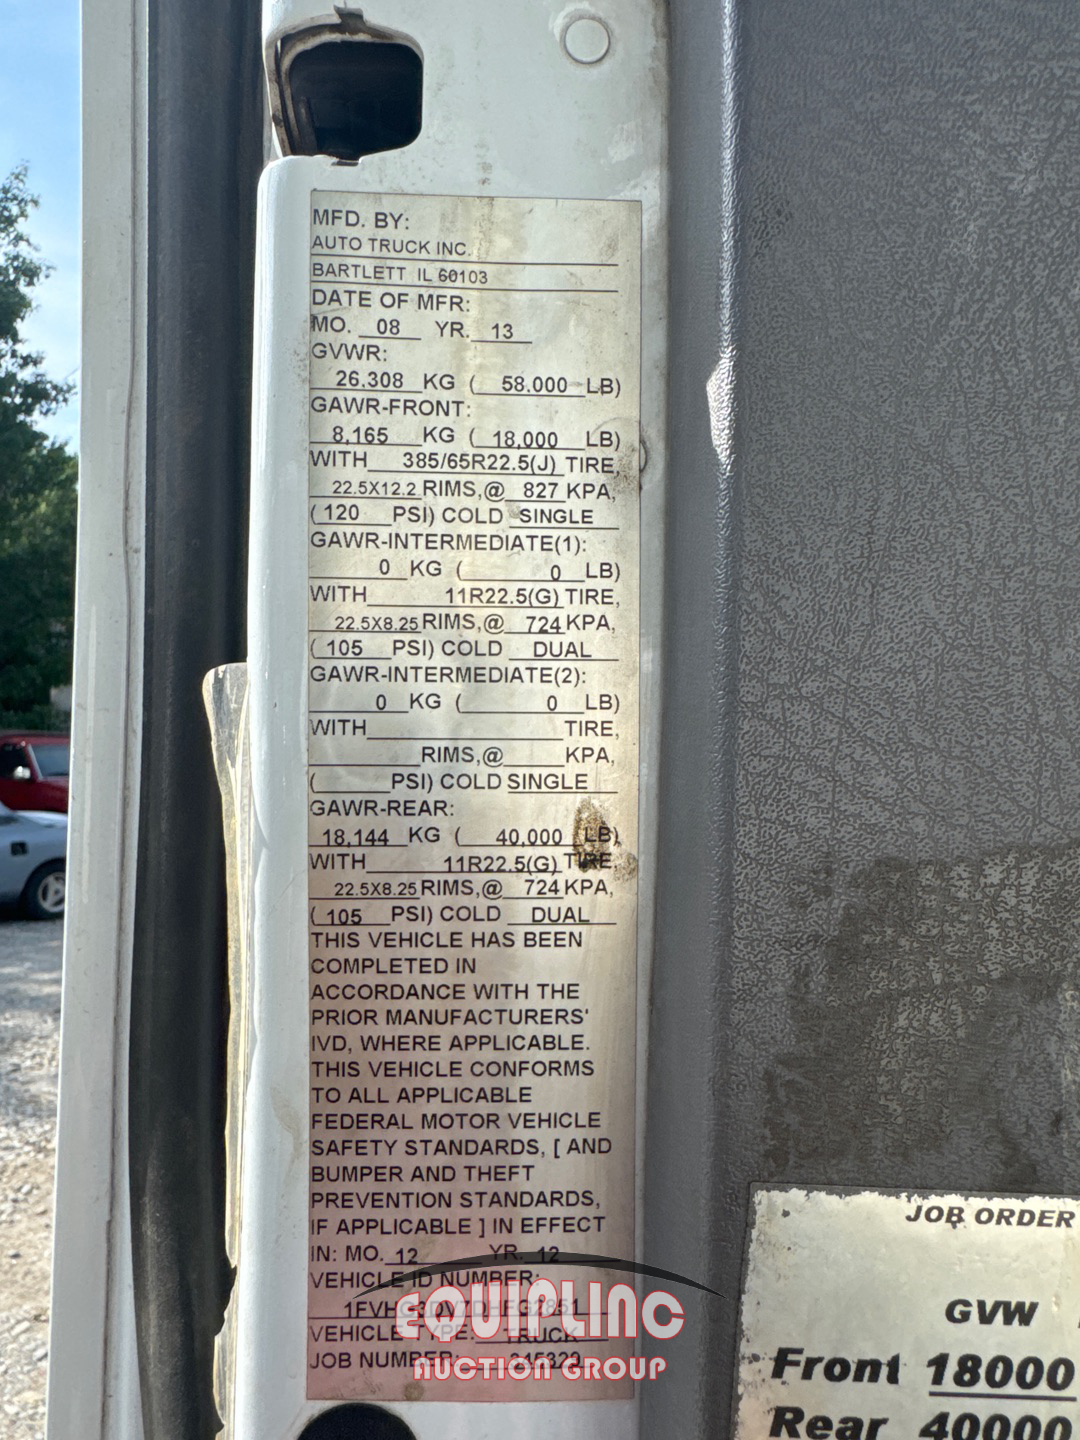 MFD. BY:
AUTO TRUCK INC.
BARTLETT IL 60103
DATE OF MFR:
MO. 08 YR. 13
GVWR:
26,308 KG ( 58,000 LB)
GAWR-FRONT:
8,165 KG ( 18,000 LB)
WITH 385/65R22.5(J) TIRE,
22.5X12.2 RIMS,@ 827 KPA,
(120 PSI) COLD SINGLE
GAWR-INTERMEDIATE(1):
0 KG ( 0 LB)
WITH 11R22.5(G) TIRE,
22.5X8.25 RIMS,@ 724 KPA,
( 105 PSI) COLD DUAL
GAWR-INTERMEDIATE(2):
0 KG ( 0 LB)
WITH TIRE,
RIMS,@ KPA,
( PSI) COLD SINGLE
GAWR-REAR:
18,144 KG ( 40,000 LB),
WITH 11R22.5(G) TIRE,
22.5X8.25 RIMS,@ 724 KPA,
( 105 PSI) COLD DUAL
THIS VEHICLE HAS BEEN
COMPLETED IN
ACCORDANCE WITH THE
PRIOR MANUFACTURERS'
IVD, WHERE APPLICABLE.
THIS VEHICLE CONFORMS
TO ALL APPLICABLE
FEDERAL MOTOR VEHICLE
SAFETY STANDARDS, [ AND
BUMPER AND THEFT
PREVENTION STANDARDS,
IF APPLICABLE ] IN EFFECT
IN: MO. 12 YR. 12
VEHICLE ID NUMBER:
VEHICLE TYPE: TRUCK
JOB NUMBER:
EQUIPLINC
AUCTION GROUP
JOB ORDER
GVW
Front 18000
Rear 40000